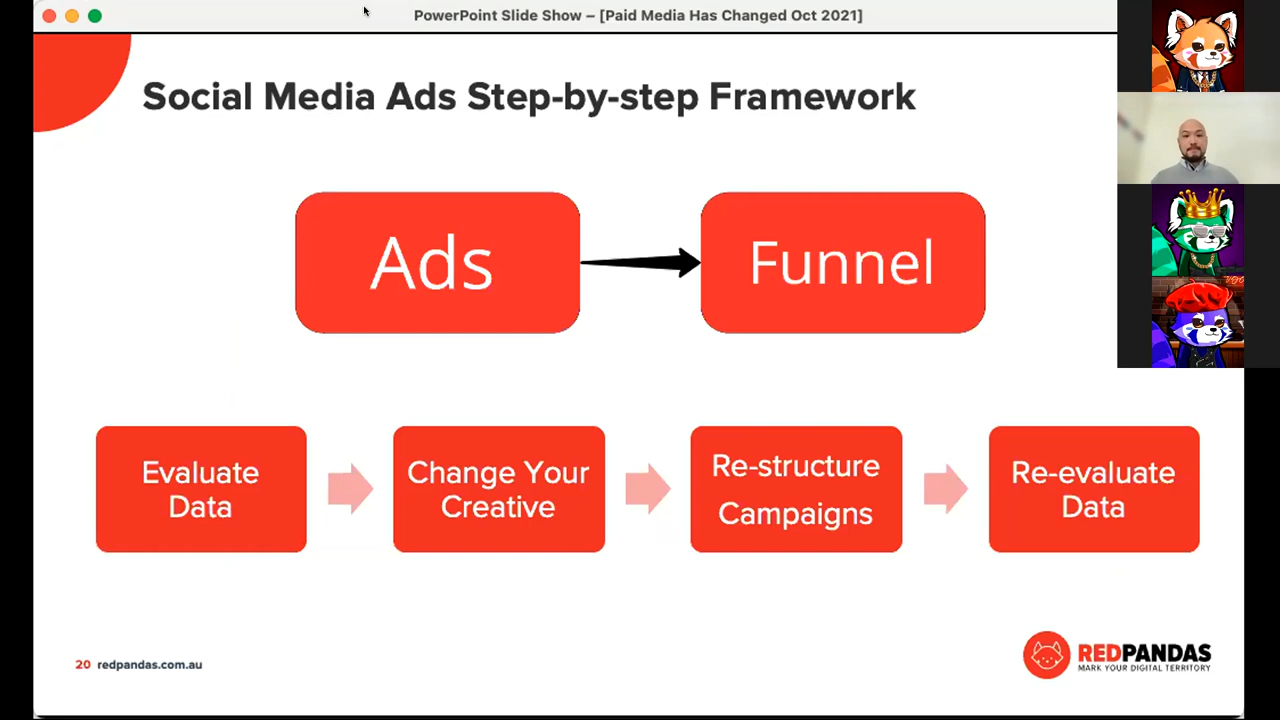 PowerPoint Slide Show – [Paid Media Has Changed Oct 2021]
Social Media Ads Step-by-step Framework
Ads
Funnel
Evaluate
Data
Change Your
Creative
Re-structure
Campaigns
Re-evaluate
Data
20 redpandas.com.au
REDPANDAS
MARK YOUR DIGITAL TERRITORY